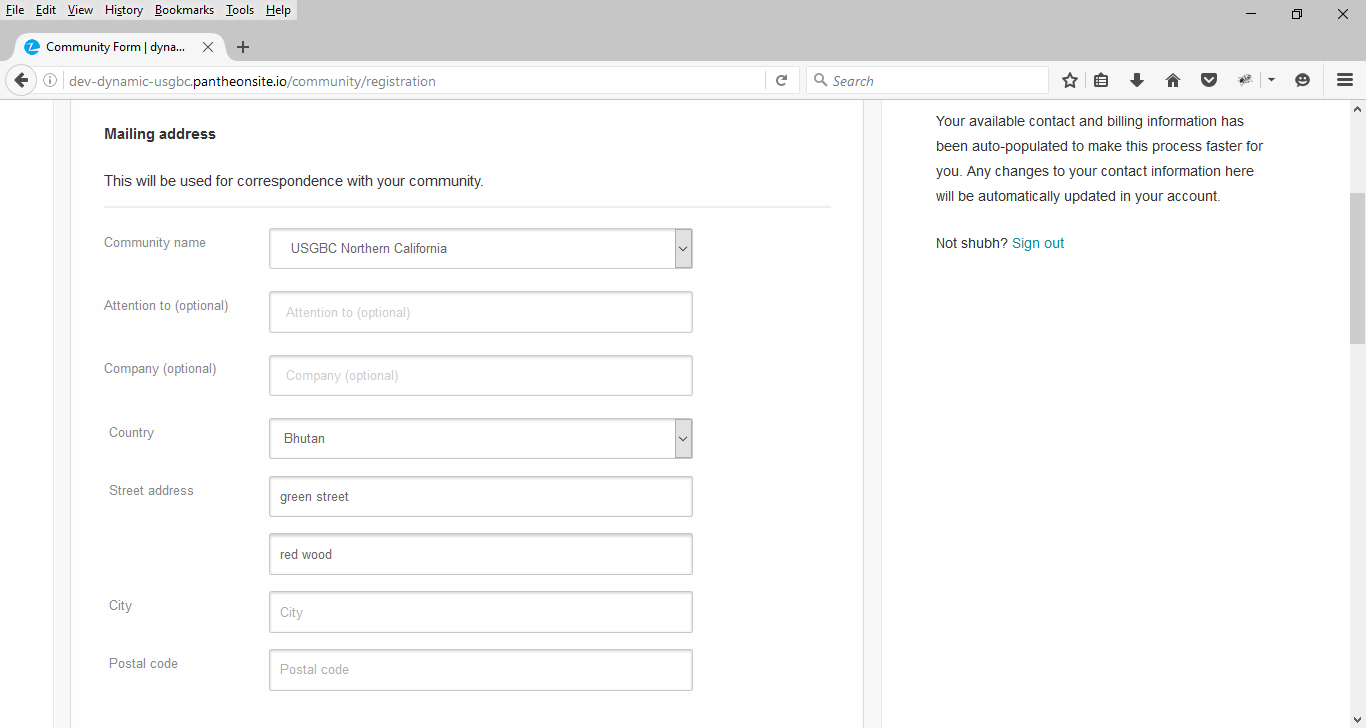 File Edit View History Bookmarks Tools Help
Community Form | dyna...
dev-dynamic-usgbc.pantheonsite.io/community/registration
Search
Mailing address
This will be used for correspondence with your community.
Community name
USGBC Northern California
Attention to (optional)
Attention to (optional)
Company (optional)
Company (optional)
Country
Bhutan
Street address
green street
red wood
City
City
Postal code
Postal code
Your available contact and billing information has
been auto-populated to make this process faster for
you. Any changes to your contact information here
will be automatically updated in your account.
Not shubh? Sign out